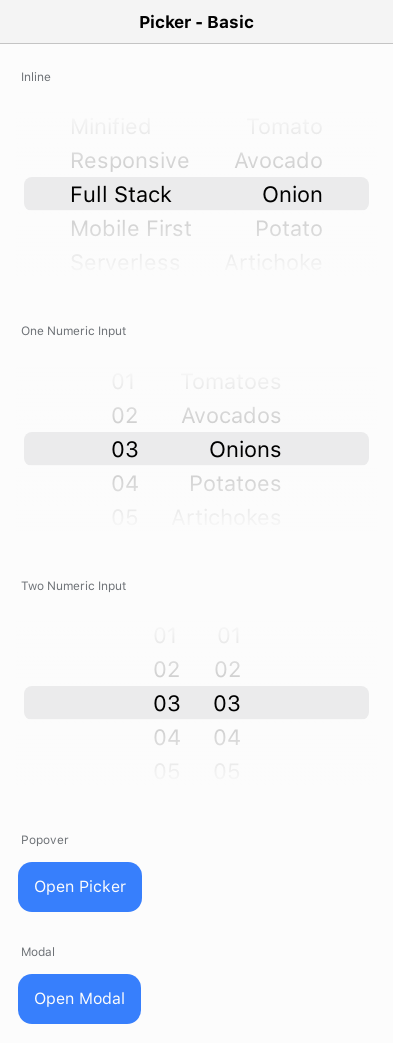 Picker - Basic
Inline
Minified Tomato
Responsive Avocado
Full Stack Onion
Mobile First Potato
Serverless Artichoke
One Numeric Input
01 Tomatoes
02 Avocados
03 Onions
04 Potatoes
05 Artichokes
Two Numeric Input
01 01
02 02
03 03
04 04
05 05
Popover
Open Picker
Modal
Open Modal